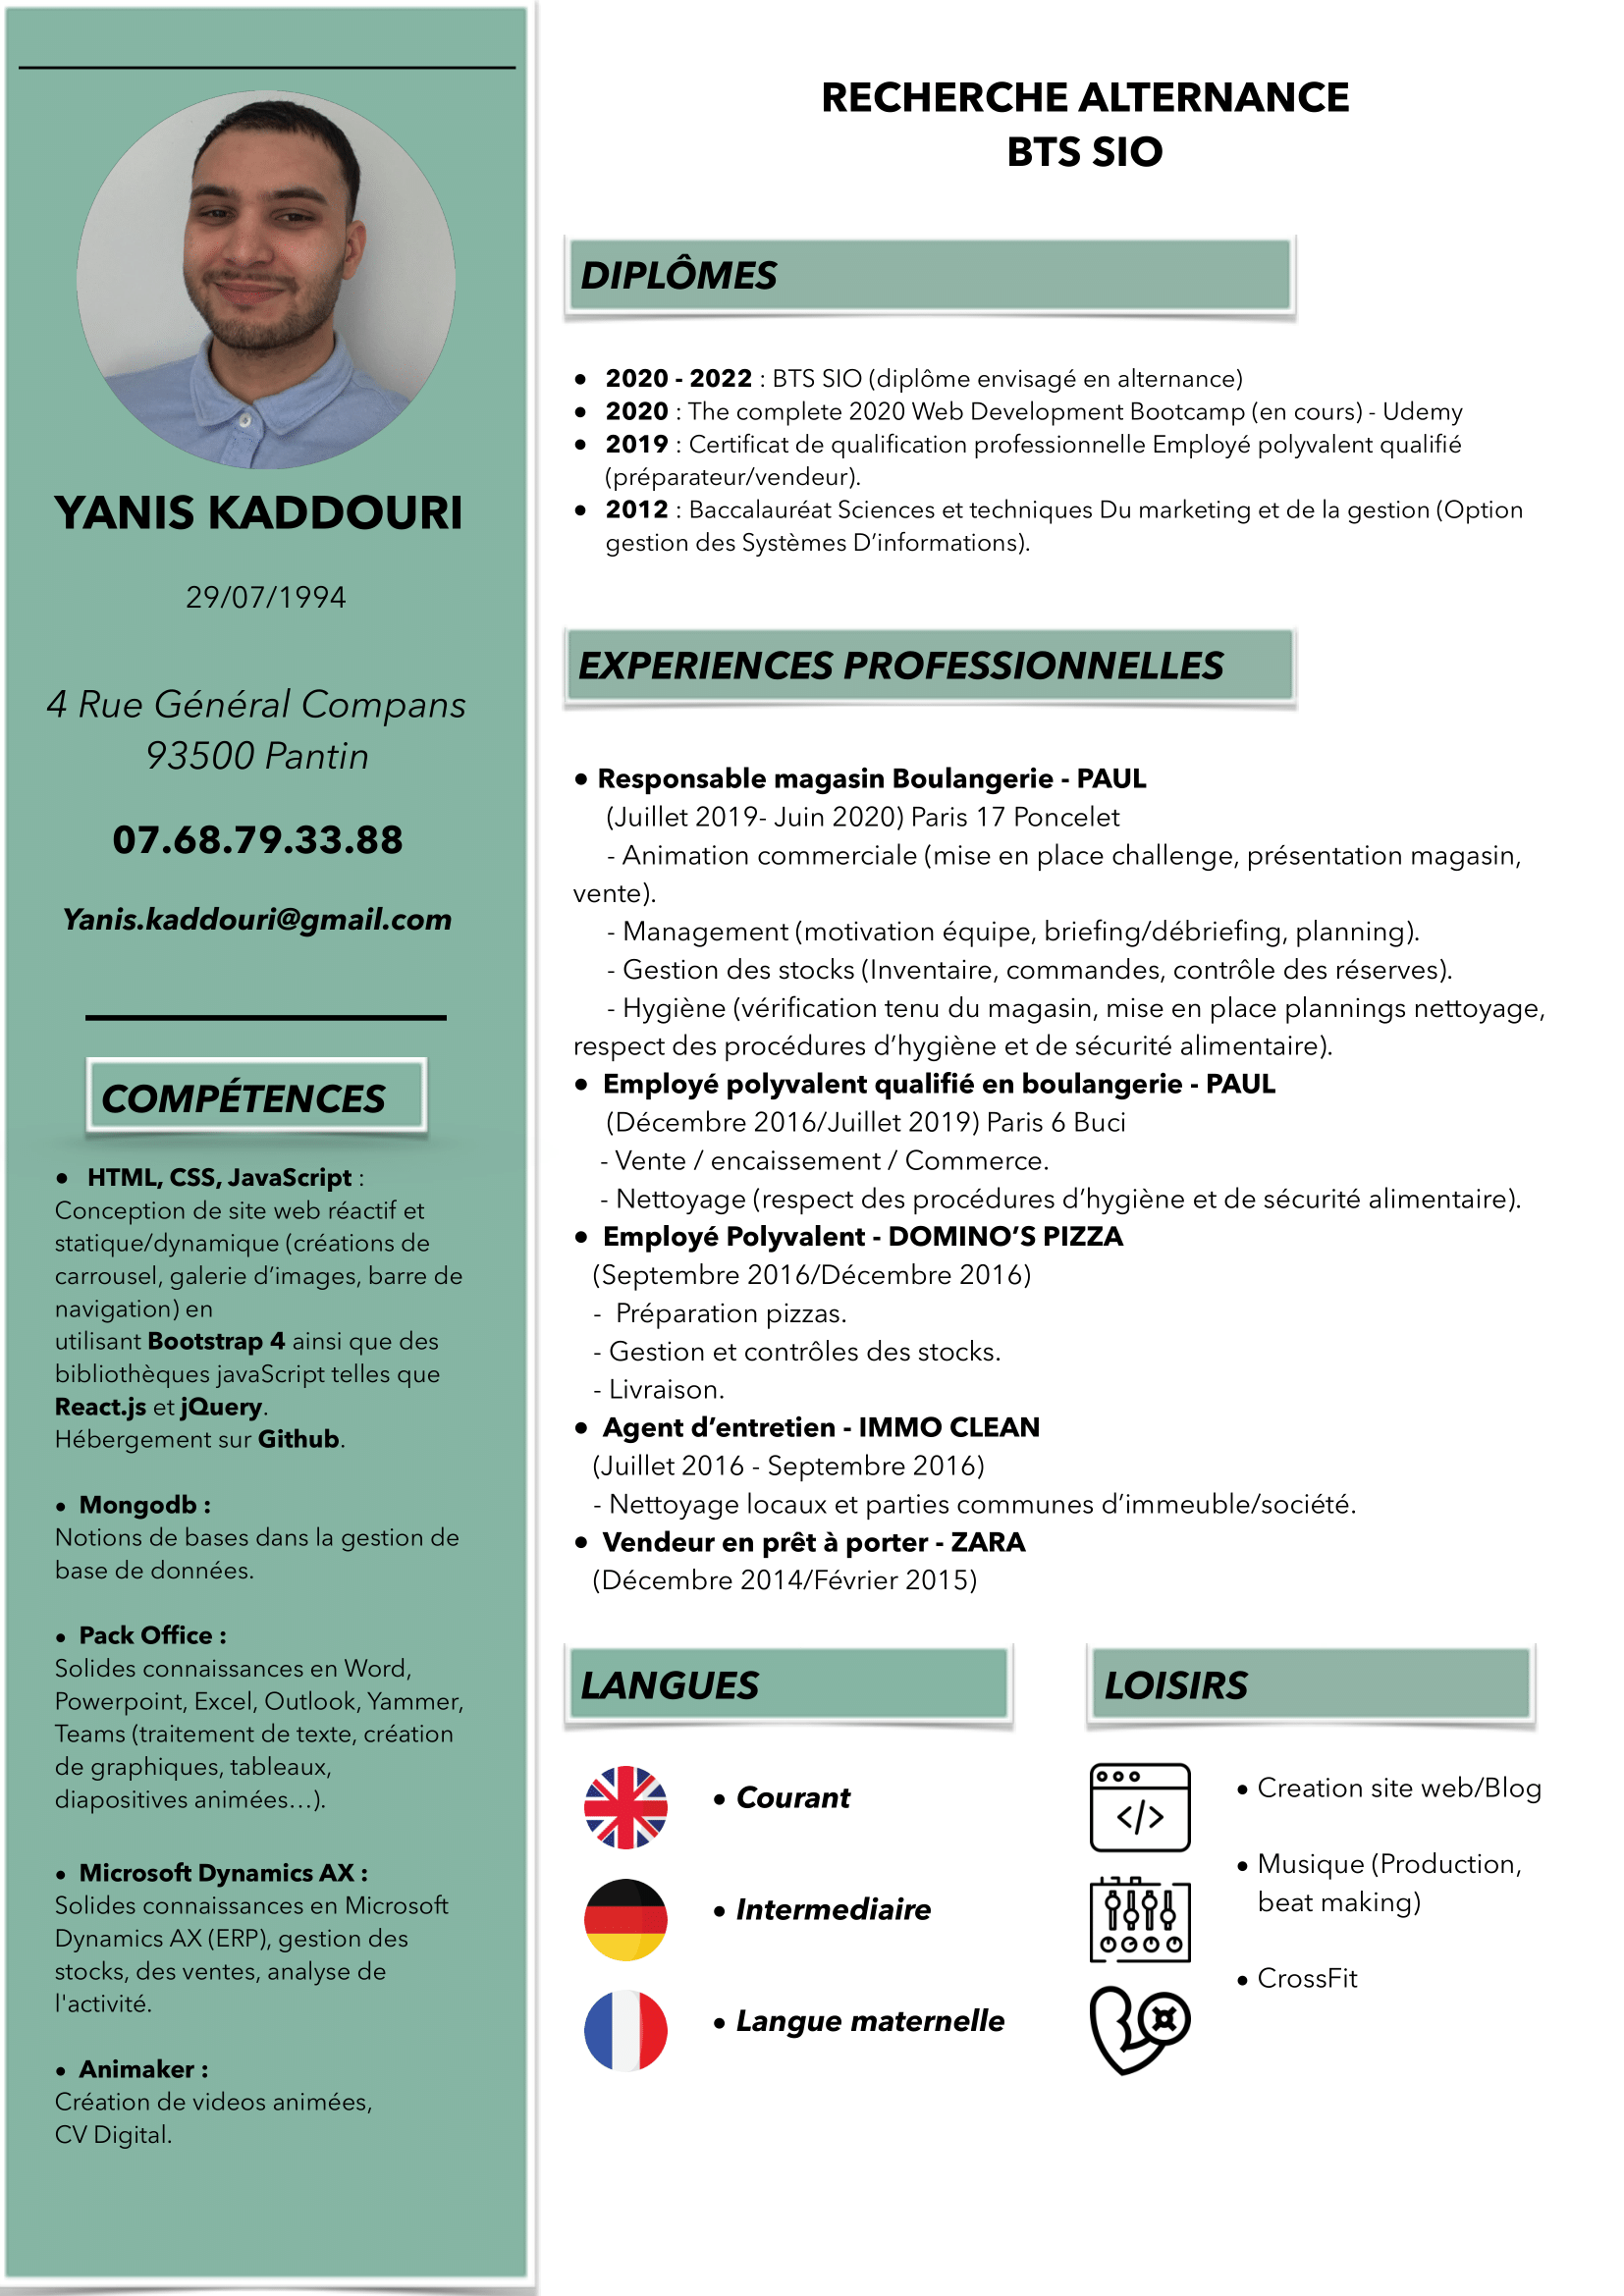 YANIS KADDOURI
29/07/1994
4 Rue Général Compans
93500 Pantin
07.68.79.33.88
Yanis.kaddouri@gmail.com
COMPÉTENCES
● HTML, CSS, JavaScript :
Conception de site web réactif et
statique/dynamique (créations de
carrousel, galerie d’images, barre de
navigation) en
utilisant Bootstrap 4 ainsi que des
bibliothèques javaScript telles que
React.js et jQuery.
Hébergement sur Github.
● Mongodb :
Notions de bases dans la gestion de
base de données.
● Pack Office :
Solides connaissances en Word,
Powerpoint, Excel, Outlook, Yammer,
Teams (traitement de texte, création
de graphiques, tableaux,
diapositives animées…).
● Microsoft Dynamics AX :
Solides connaissances en Microsoft
Dynamics AX (ERP), gestion des
stocks, des ventes, analyse de
l'activité.
● Animaker :
Création de videos animées,
CV Digital.
RECHERCHE ALTERNANCE
BTS SIO
DIPLÔMES
● 2020 - 2022 : BTS SIO (diplôme envisagé en alternance)
● 2020 : The complete 2020 Web Development Bootcamp (en cours) - Udemy
● 2019 : Certificat de qualification professionnelle Employé polyvalent qualifié
(préparateur/vendeur).
● 2012 : Baccalauréat Sciences et techniques Du marketing et de la gestion (Option
gestion des Systèmes D’informations).
EXPERIENCES PROFESSIONNELLES
● Responsable magasin Boulangerie - PAUL
(Juillet 2019- Juin 2020) Paris 17 Poncelet
- Animation commerciale (mise en place challenge, présentation magasin,
vente).
- Management (motivation équipe, briefing/débriefing, planning).
- Gestion des stocks (Inventaire, commandes, contrôle des réserves).
- Hygiène (vérification tenu du magasin, mise en place plannings nettoyage,
respect des procédures d’hygiène et de sécurité alimentaire).
● Employé polyvalent qualifié en boulangerie - PAUL
(Décembre 2016/Juillet 2019) Paris 6 Buci
- Vente / encaissement / Commerce.
- Nettoyage (respect des procédures d’hygiène et de sécurité alimentaire).
● Employé Polyvalent - DOMINO’S PIZZA
(Septembre 2016/Décembre 2016)
- Préparation pizzas.
- Gestion et contrôles des stocks.
- Livraison.
● Agent d’entretien - IMMO CLEAN
(Juillet 2016 - Septembre 2016)
- Nettoyage locaux et parties communes d’immeuble/société.
● Vendeur en prêt à porter - ZARA
(Décembre 2014/Février 2015)
LANGUES
● Courant
● Intermediaire
● Langue maternelle
LOISIRS
</>
● Creation site web/Blog
● Musique (Production,
beat making)
● CrossFit